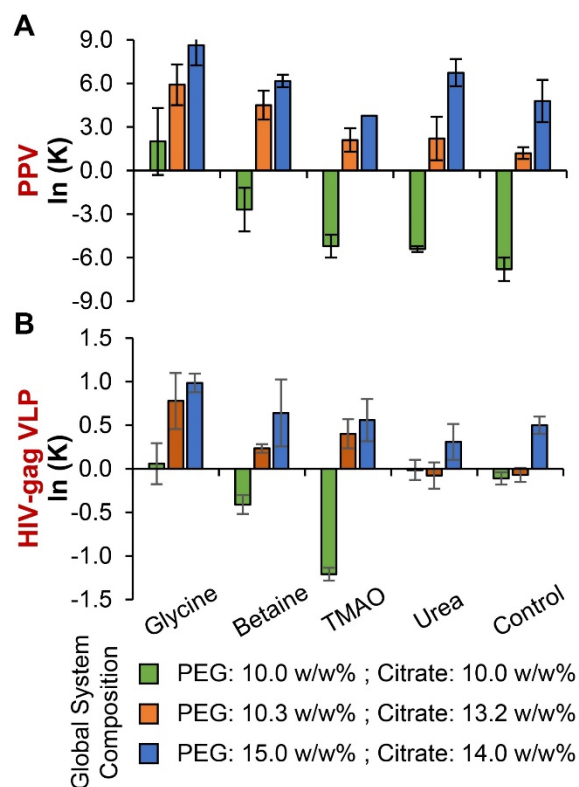 A
PPV
ln (K)
9.0
6.0
3.0
0.0
-3.0
-6.0
-9.0
B
HIV-gag VLP
ln (K)
1.5
1.0
0.5
0.0
-0.5
-1.0
-1.5
Glycine
Betaine
TMAO
Urea
Control
Global System
Composition
PEG: 10.0 w/w% ; Citrate: 10.0 w/w%
PEG: 10.3 w/w% ; Citrate: 13.2 w/w%
PEG: 15.0 w/w% ; Citrate: 14.0 w/w%